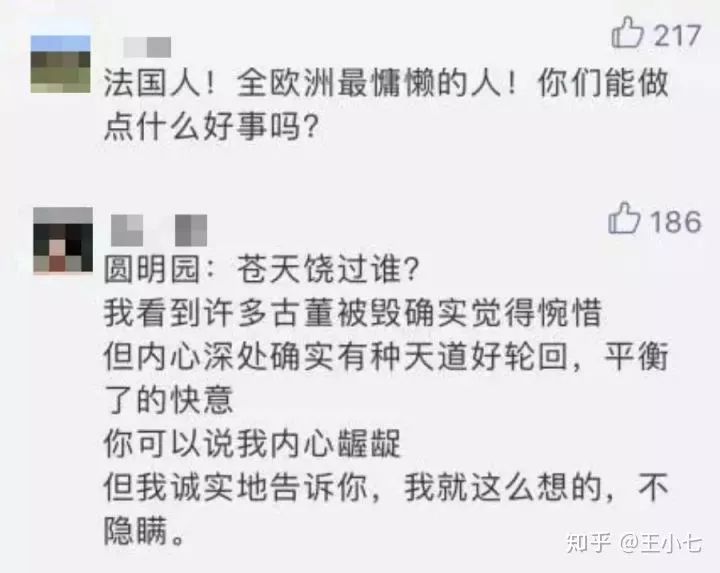 217
法国人！全欧洲最慵懒的人！你们能做
点什么好事吗？
186
圆明园：苍天饶过谁？
我看到许多古董被毁确实觉得惋惜
但内心深处确实有种天道好轮回，平衡
了的快意
你可以说我内心龌龊
但我诚实地告诉你，我就这么想的，不
隐瞒。
知乎 @王小七